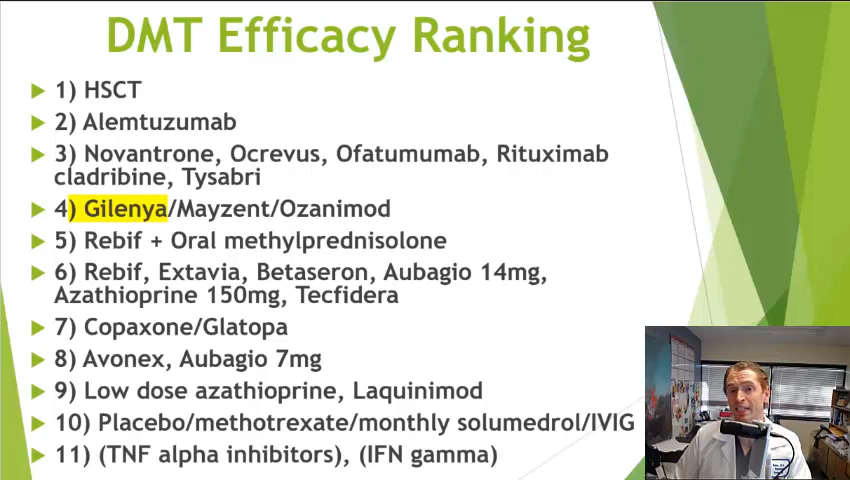 DMT Efficacy Ranking
1) HSCT
2) Alemtuzumab
3) Novantrone, Ocrevus, Ofatumumab, Rituximab
cladribine, Tysabri
4) Gilenya/Mayzent/Ozanimod
5) Rebif + Oral methylprednisolone
6) Rebif, Extavia, Betaseron, Aubagio 14mg,
Azathioprine 150mg, Tecfidera
7) Copaxone/Glatopa
8) Avonex, Aubagio 7mg
9) Low dose azathioprine, Laquinimod
10) Placebo/methotrexate/monthly solumedrol/IVIG
11) (TNF alpha inhibitors), (IFN gamma)